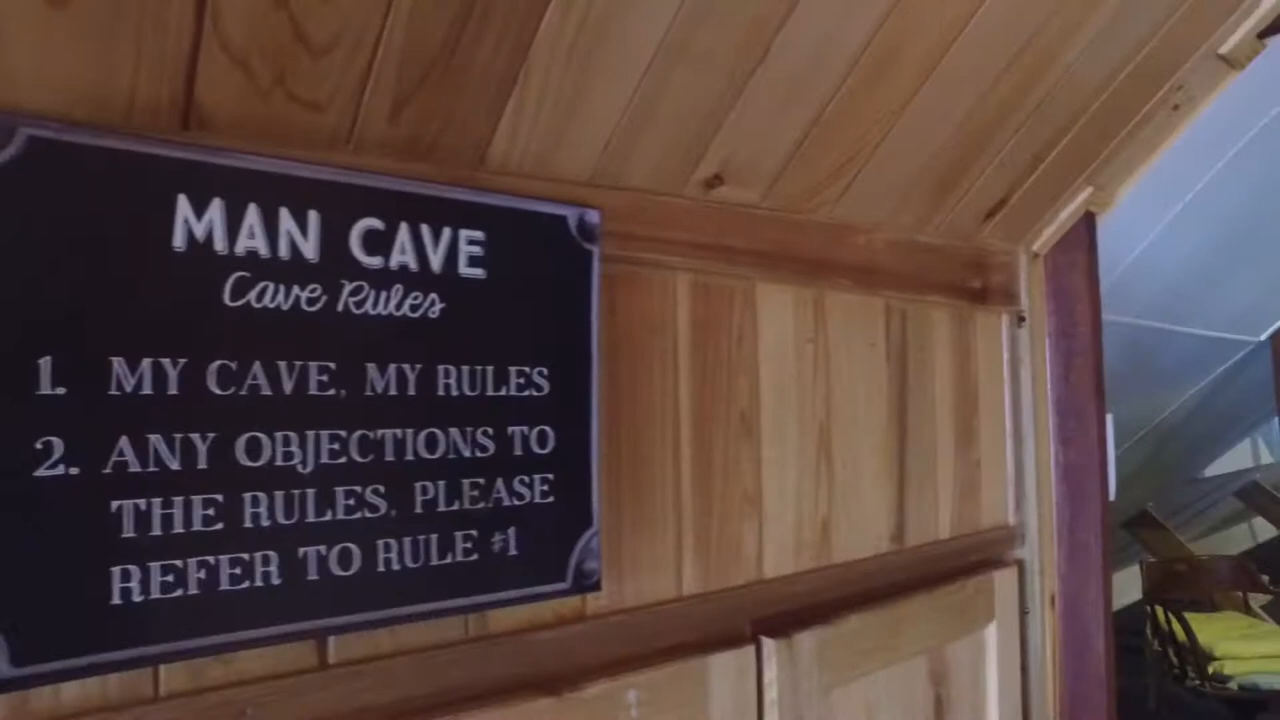 MAN CAVE
Cave Rules
1. MY CAVE, MY RULES
2. ANY OBJECTIONS TO
THE RULES, PLEASE
REFER TO RULE #1